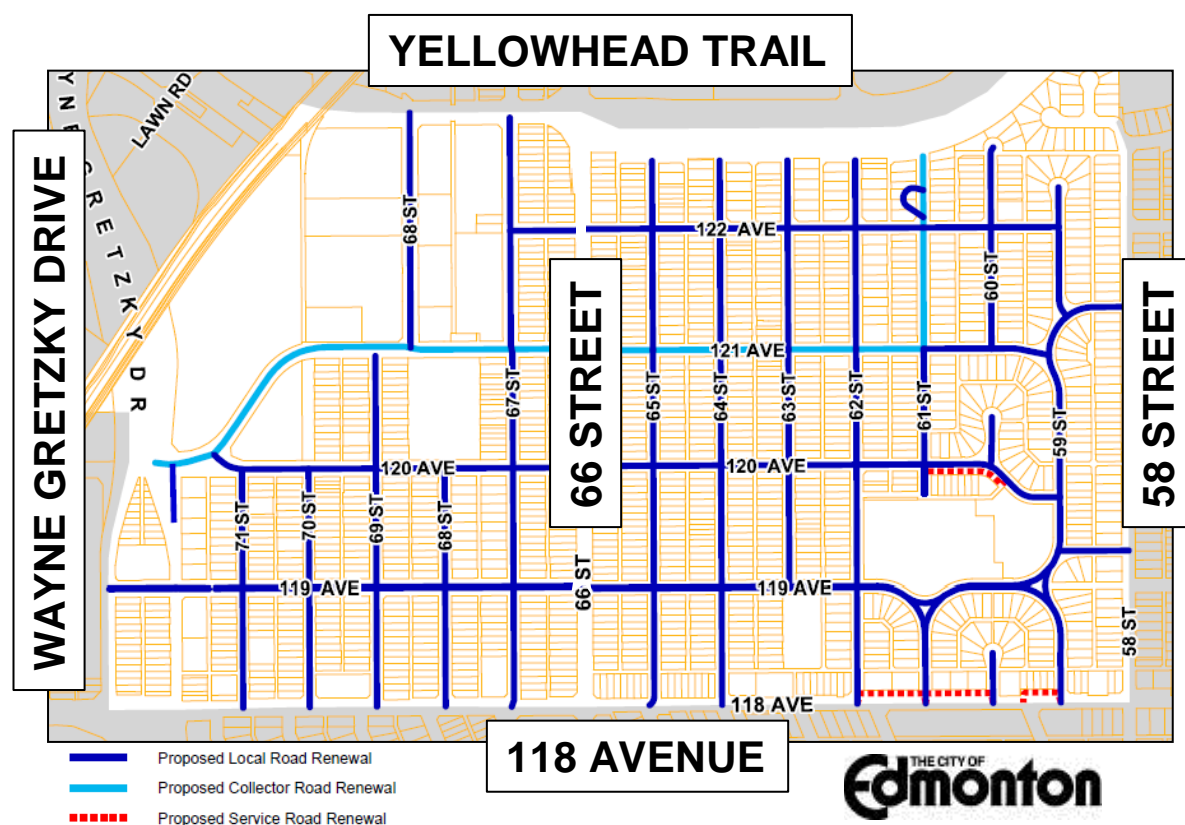 YELLOWHEAD TRAIL
LAWN RD
WAYNE GRETZKY DRIVE
YNE GRETZKY DR
68 ST
122 AVE
60 ST
66 STREET
58 STREET
121 AVE
67 ST
65 ST
64 ST
63 ST
62 ST
61 ST
59 ST
120 AVE
120 AVE
71 ST
70 ST
69 ST
68 ST
119 AVE
66 ST
119 AVE
58 ST
118 AVE
118 AVENUE
Proposed Local Road Renewal
Proposed Collector Road Renewal
Proposed Service Road Renewal
THE CITY OF
Edmonton